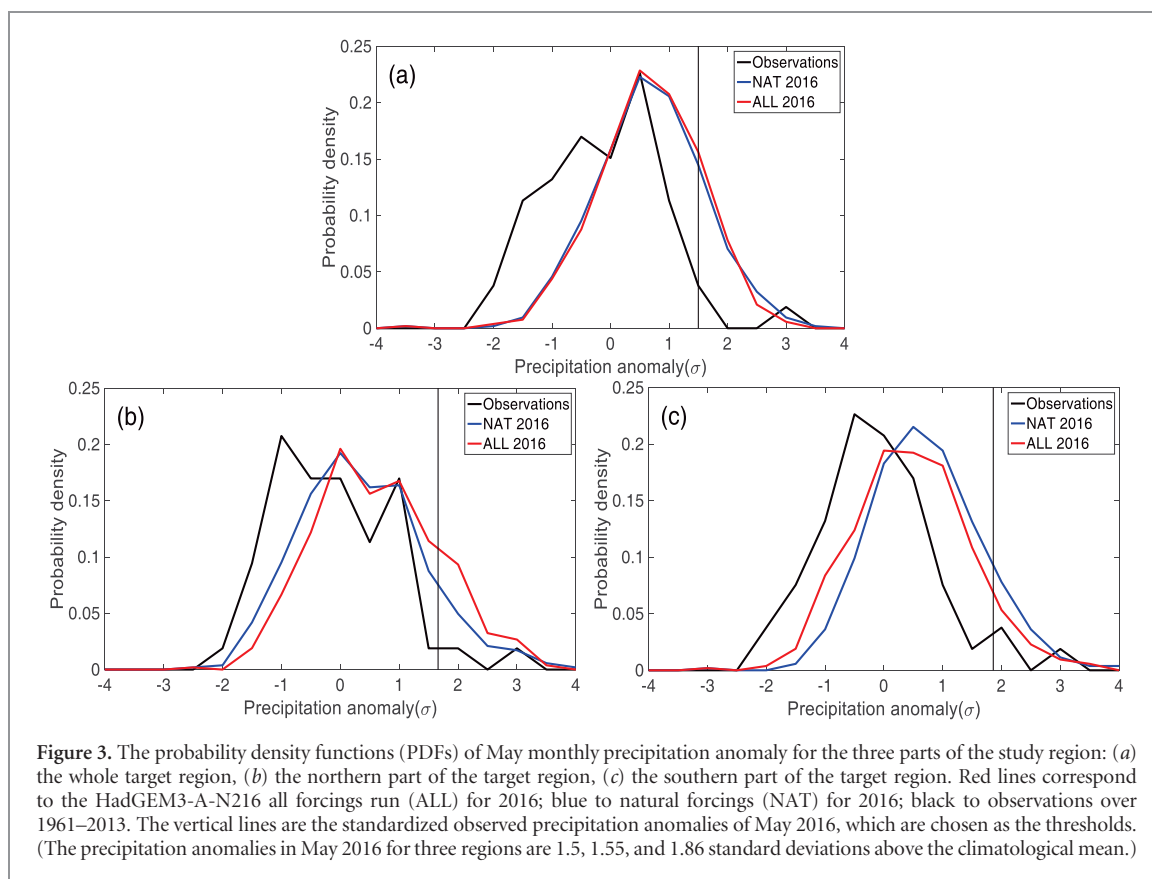 (a)
Observations
NAT 2016
ALL 2016
0.25
0.2
0.15
0.1
0.05
0
Probability density
-4 -3 -2 -1 0 1 2 3 4
Precipitation anomaly(σ)
(b)
Observations
NAT 2016
ALL 2016
0.25
0.2
0.15
0.1
0.05
0
Probability density
-4 -3 -2 -1 0 1 2 3 4
Precipitation anomaly(σ)
(c)
Observations
NAT 2016
ALL 2016
0.25
0.2
0.15
0.1
0.05
0
Probability density
-4 -3 -2 -1 0 1 2 3 4
Precipitation anomaly(σ)
Figure 3. The probability density functions (PDFs) of May monthly precipitation anomaly for the three parts of the study region: (a)
the whole target region, (b) the northern part of the target region, (c) the southern part of the target region. Red lines correspond
to the HadGEM3-A-N216 all forcings run (ALL) for 2016; blue to natural forcings (NAT) for 2016; black to observations over
1961–2013. The vertical lines are the standardized observed precipitation anomalies of May 2016, which are chosen as the thresholds.
(The precipitation anomalies in May 2016 for three regions are 1.5, 1.55, and 1.86 standard deviations above the climatological mean.)